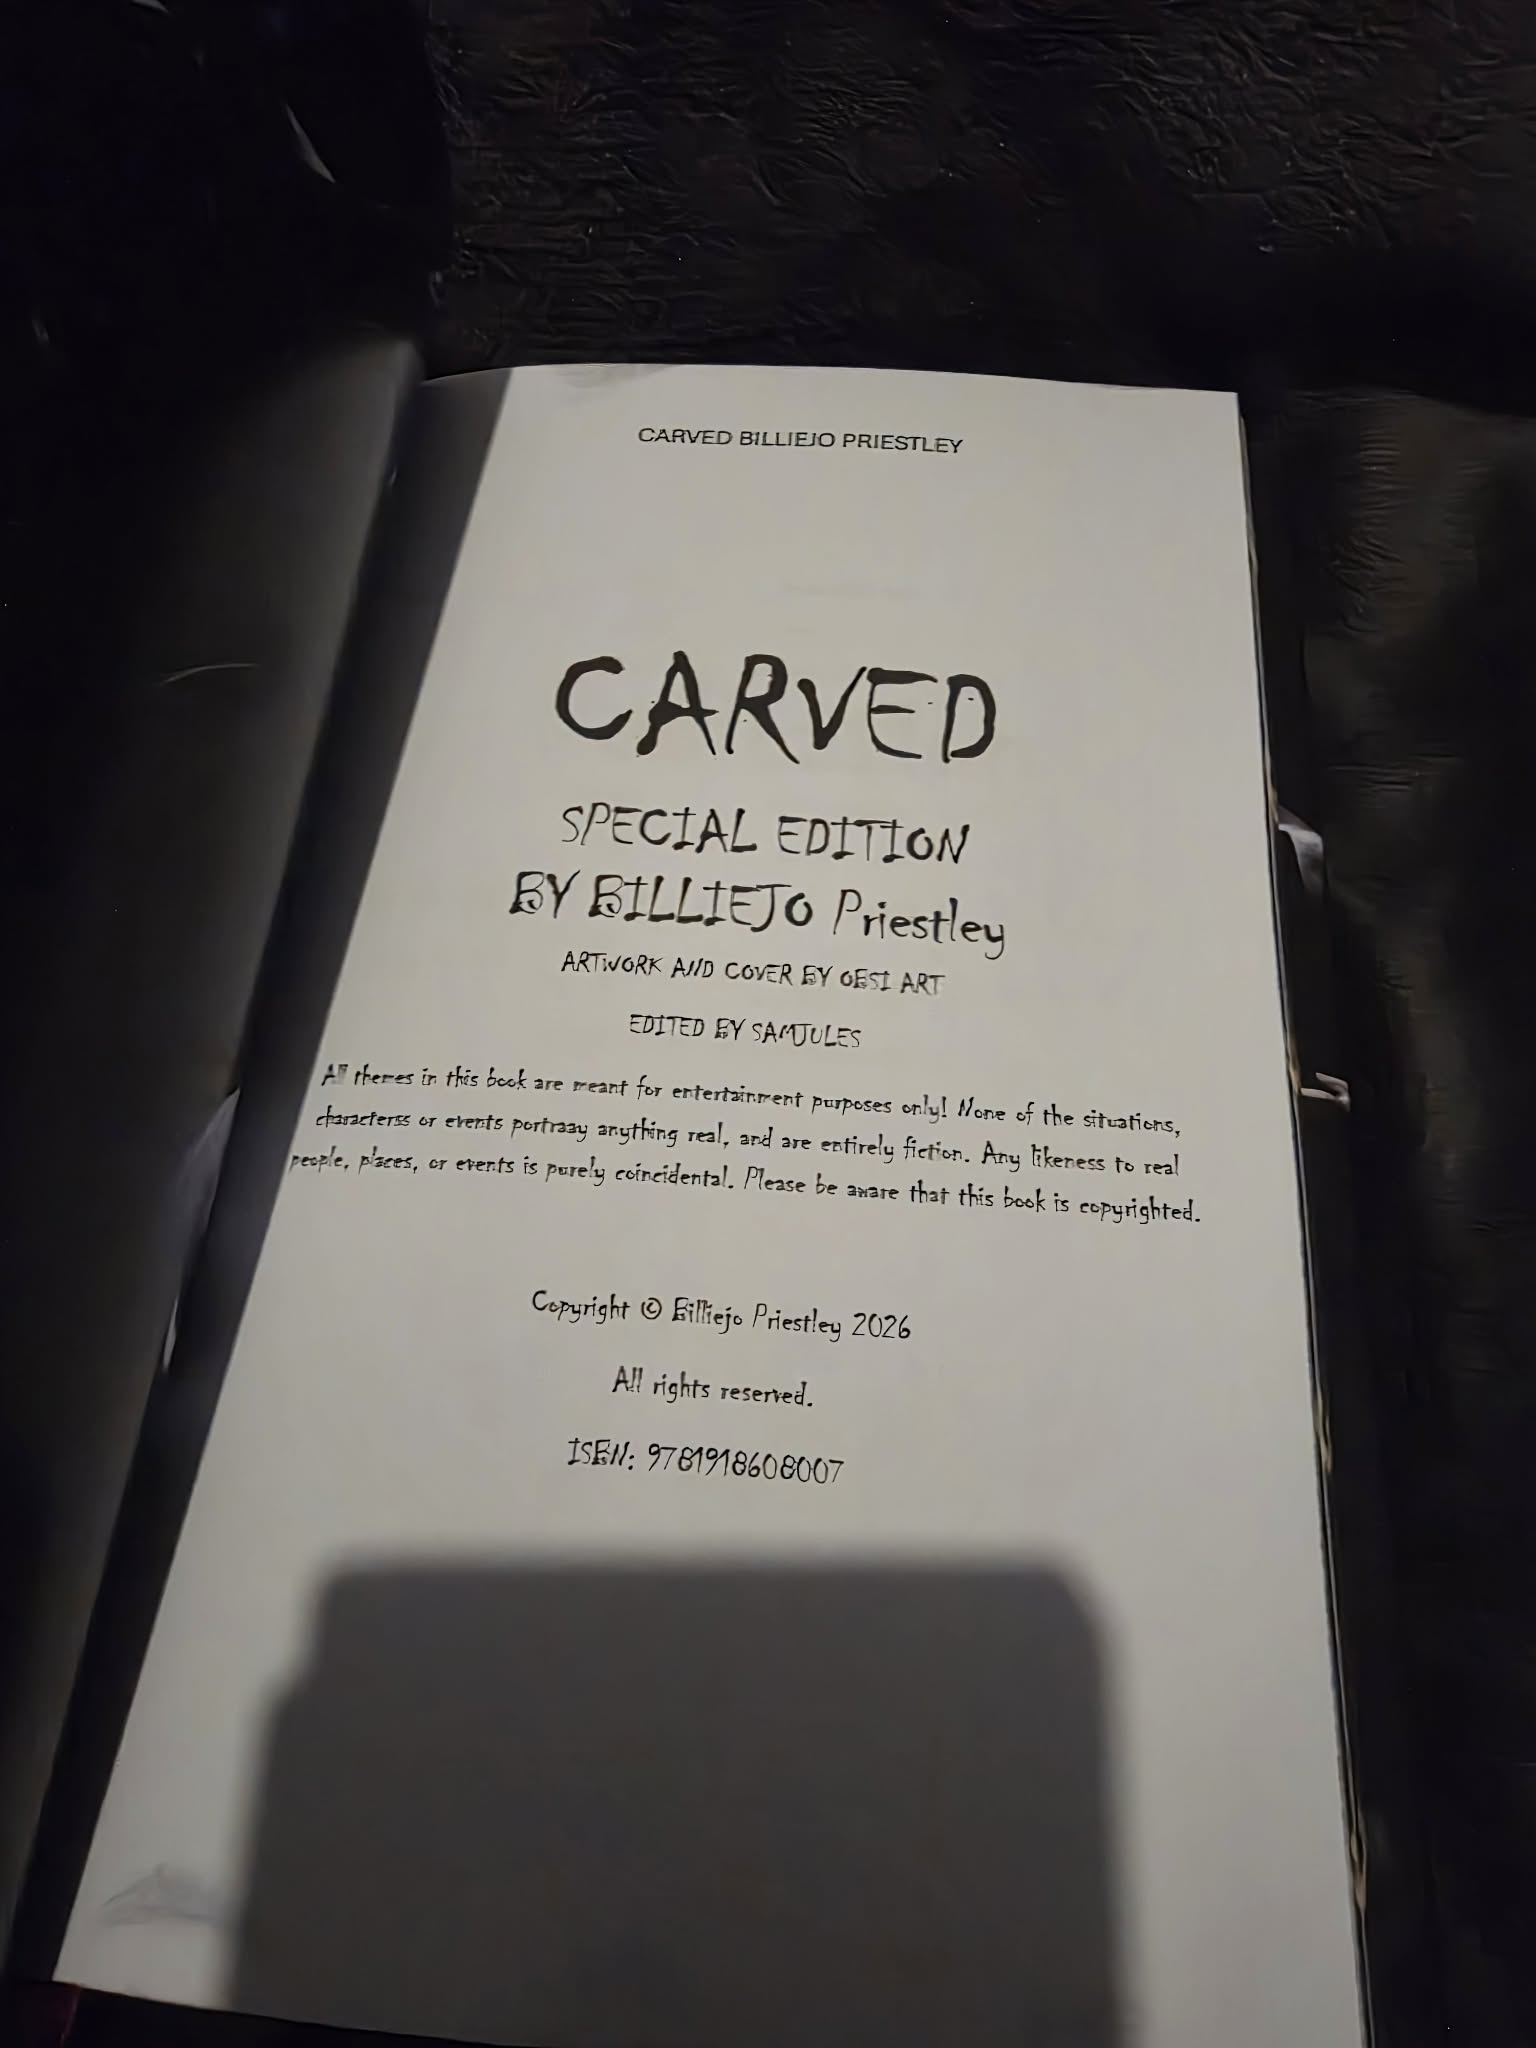 CARVED BILLIEJO PRIESTLEY
CARVED
SPECIAL EDITION
BY BILLIEJO Priestley
ARTWORK AND COVER BY OBSI ART
EDITED BY SAMJULES
All themes in this book are meant for entertainment purposes only! None of the situations,
characterss or events portraay anything real, and are entirely fiction. Any likeness to real
people, places, or events is purely coincidental. Please be aware that this book is copyrighted.
Copyright © Billiejo Priestley 2026
All rights reserved.
ISBN: 9781918608007